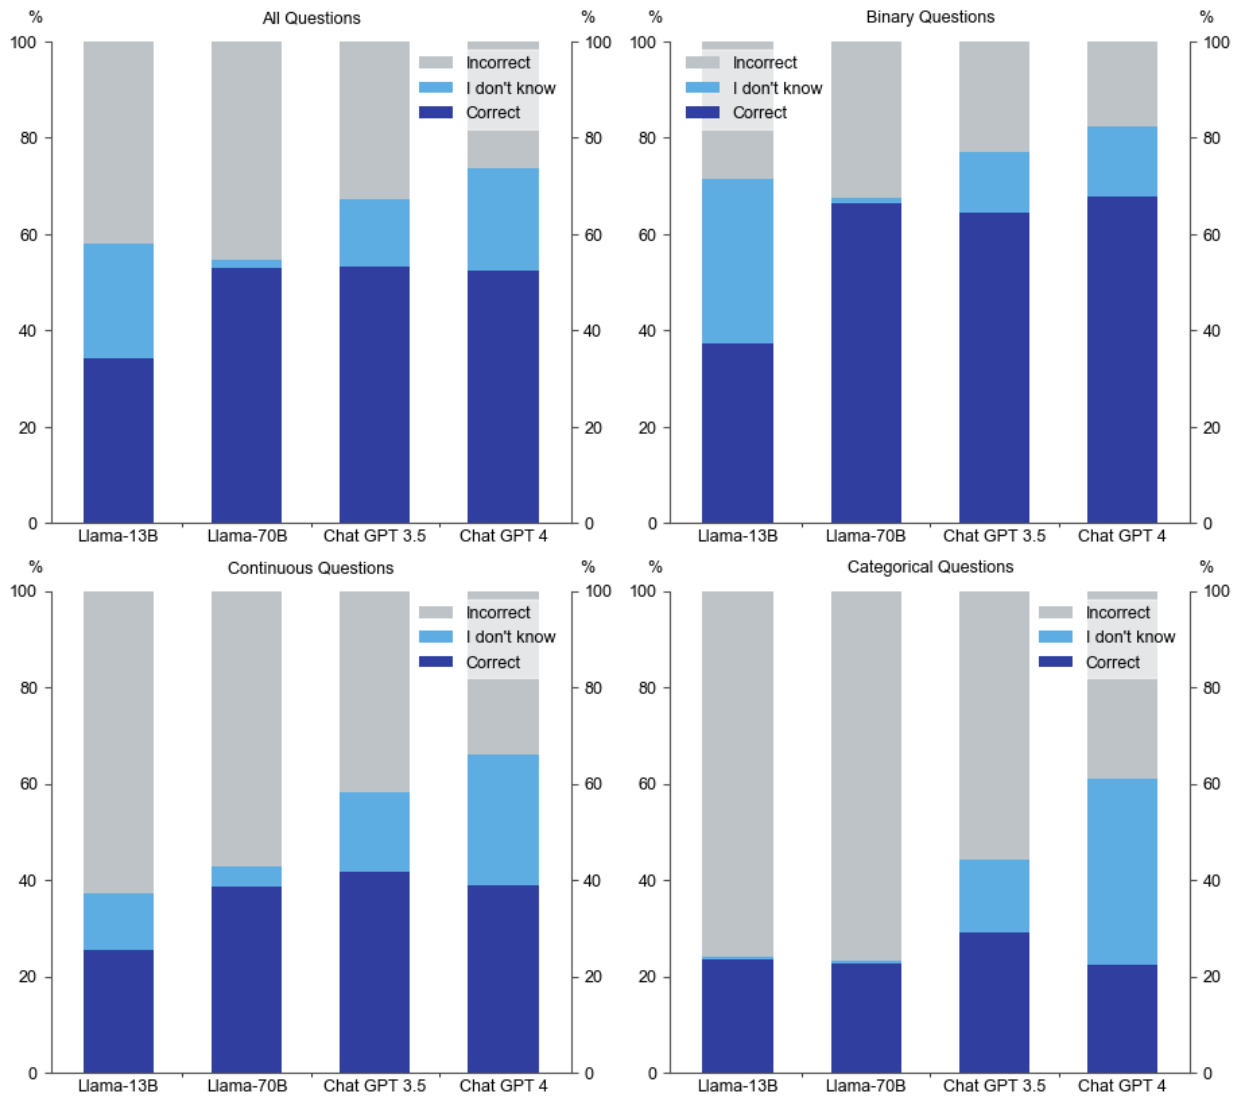 % All Questions %
100 100
Incorrect
I don't know
Correct
80 80
60 60
40 40
20 20
0 0
Llama-13B Llama-70B Chat GPT 3.5 Chat GPT 4
% Binary Questions %
100 100
Incorrect
I don't know
Correct
80 80
60 60
40 40
20 20
0 0
Llama-13B Llama-70B Chat GPT 3.5 Chat GPT 4
% Continuous Questions %
100 100
Incorrect
I don't know
Correct
80 80
60 60
40 40
20 20
0 0
Llama-13B Llama-70B Chat GPT 3.5 Chat GPT 4
% Categorical Questions %
100 100
Incorrect
I don't know
Correct
80 80
60 60
40 40
20 20
0 0
Llama-13B Llama-70B Chat GPT 3.5 Chat GPT 4